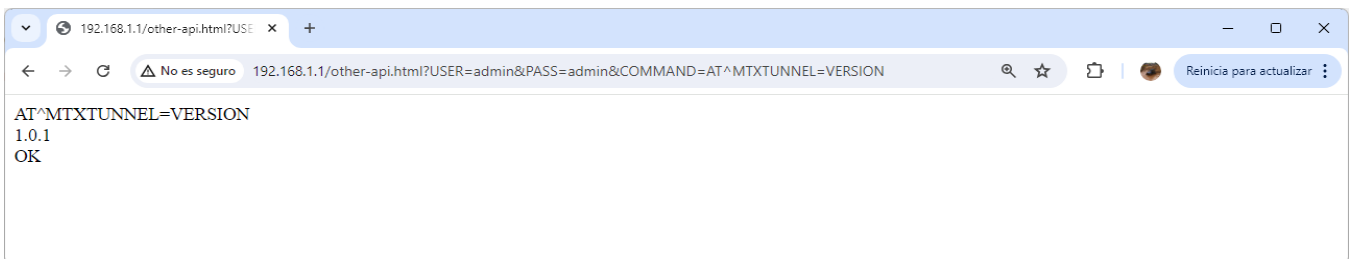 192.168.1.1/other-api.html?USE
No es seguro
192.168.1.1/other-api.html?USER=admin&PASS=admin&COMMAND=AT^MTXTUNNEL=VERSION
Reinicia para actualizar
AT^MTXTUNNEL=VERSION
1.0.1
OK